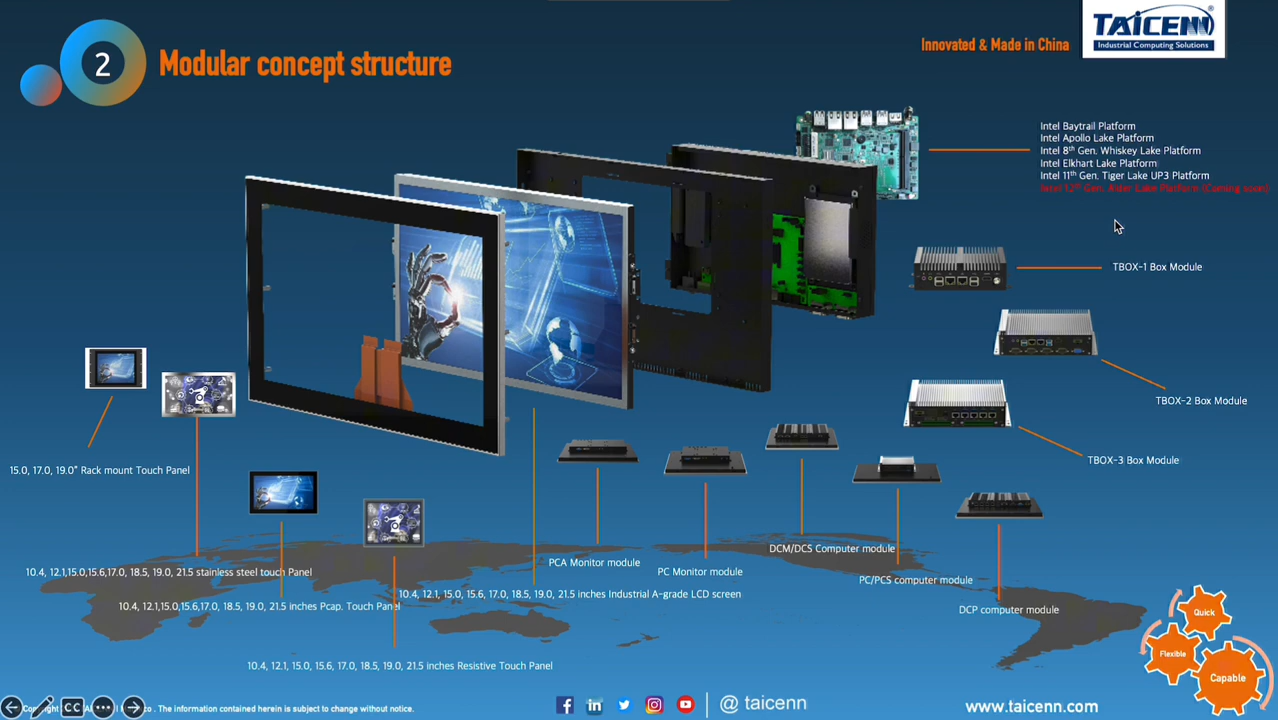 2
Modular concept structure
Innovated & Made in China
TAICENN
Industrial Computing Solutions
Intel Baytrail Platform
Intel Apollo Lake Platform
Intel 8th Gen. Whiskey Lake Platform
Intel Elkhart Lake Platform
Intel 11th Gen. Tiger Lake UP3 Platform
Intel 12th Gen. Alder Lake Platform (Coming soon)
TBOX-1 Box Module
TBOX-2 Box Module
TBOX-3 Box Module
15.0, 17.0, 19.0" Rack mount Touch Panel
10.4, 12.1,15.0,15.6,17.0, 18.5, 19.0, 21.5 stainless steel touch Panel
10.4, 12.1,15.0,15.6,17.0, 18.5, 19.0, 21.5 inches Pcap. Touch Panel
10.4, 12.1, 15.0, 15.6, 17.0, 18.5, 19.0, 21.5 inches Resistive Touch Panel
10.4, 12.1, 15.0, 15.6, 17.0, 18.5, 19.0, 21.5 inches Industrial A-grade LCD screen
PCA Monitor module
PC Monitor module
DCM/DCS Computer module
PC/PCS computer module
DCP computer module
Quick
Flexible
Capable
CC
. The information contained herein is subject to change without notice.
@ taicenn
www.taicenn.com